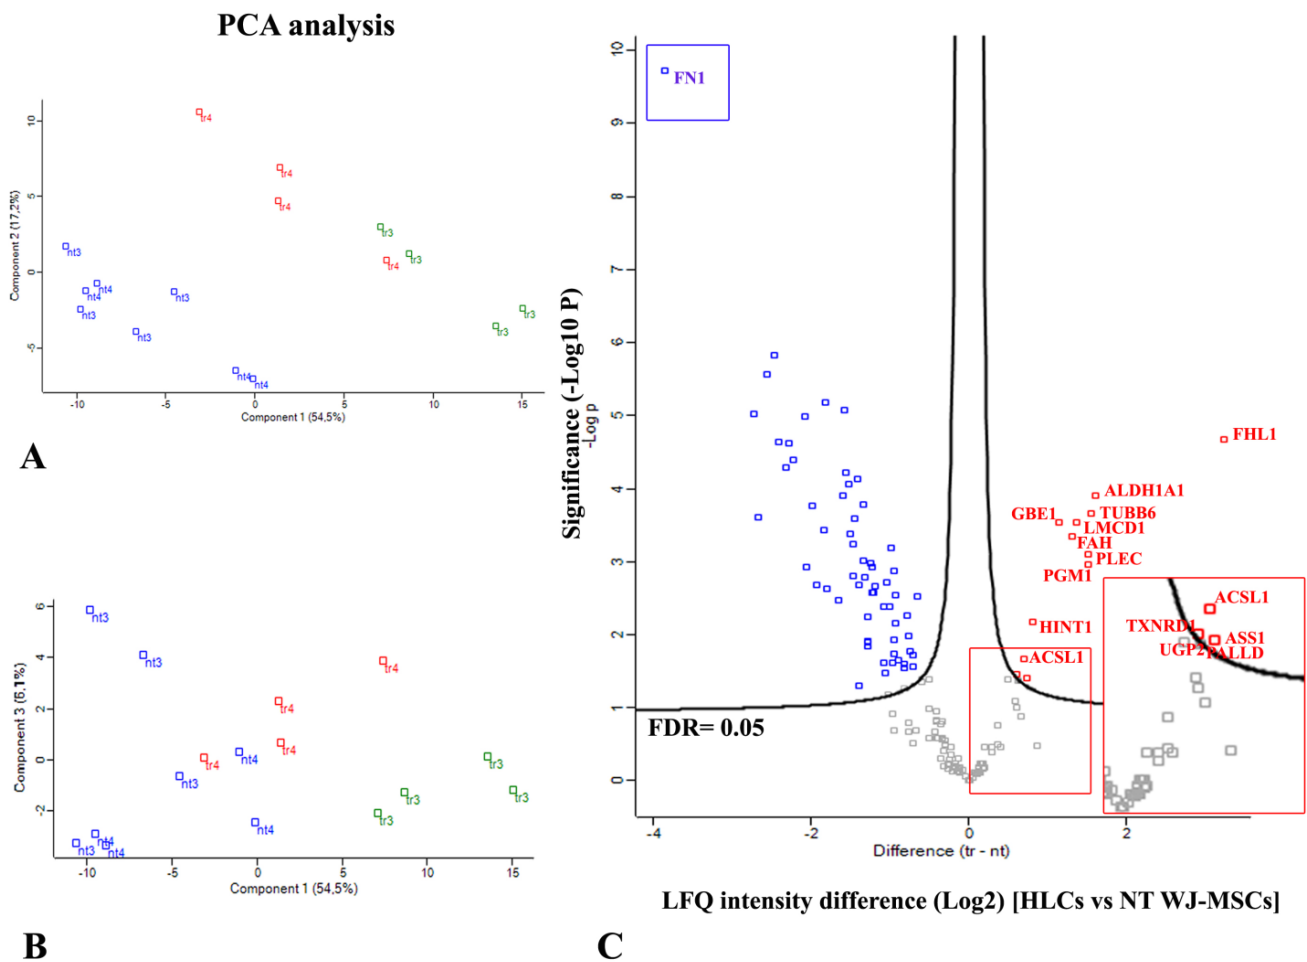 PCA analysis
10
5
0
-5
Component 2 (17,2%)
tr4
tr4
tr4
tr3
tr3
tr4
nt3
nt4
nt4
nt3
nt3
nt3
tr3
tr3
nt4
nt4
-10
-5
0
5
10
15
Component 1 (54,5%)
A
6
4
2
0
-2
Component 3 (6,1%)
nt3
nt3
tr4
tr4
tr4
nt4
tr4
nt3
tr3
tr3
tr3
tr3
nt4
nt4
nt3
nt4
-10
-5
0
5
10
15
Component 1 (54,5%)
B
10
9
8
7
6
5
4
3
2
1
0
Significance (-Log10 P)
-Log p
FN1
FHL1
ALDH1A1
GBE1
TUBB6
LMCD1
FAH
PLEC
PGM1
HINT1
ACSL1
ACSL1
TXNRD1
ASS1
UGP2
PALLD
FDR= 0.05
-4
-2
0
2
Difference (tr - nt)
LFQ intensity difference (Log2) [HLCs vs NT WJ-MSCs]
C